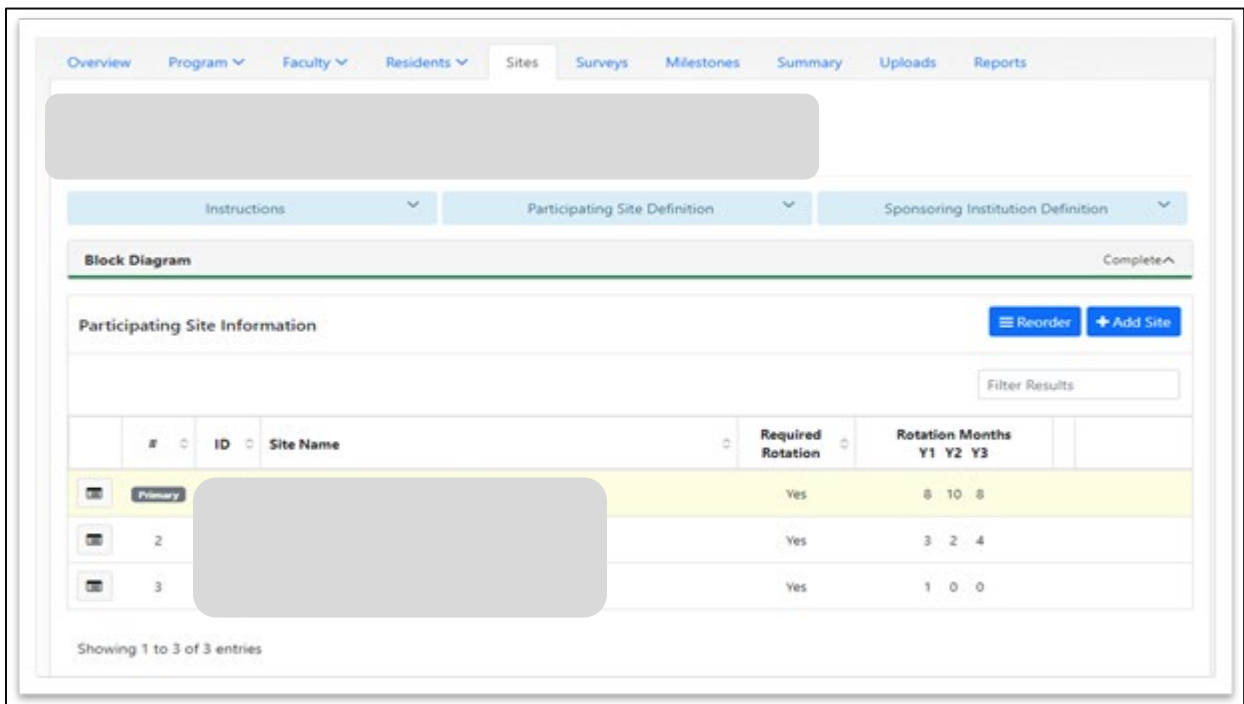 Overview Program Faculty Residents Sites Surveys Milestones Summary Uploads Reports
Instructions Participating Site Definition Sponsoring Institution Definition
Block Diagram Complete
Participating Site Information Reorder + Add Site
Filter Results
# ID Site Name Required Rotation Rotation Months
Y1 Y2 Y3
Primary Yes 8 10 8
2 Yes 3 2 4
3 Yes 1 0 0
Showing 1 to 3 of 3 entries